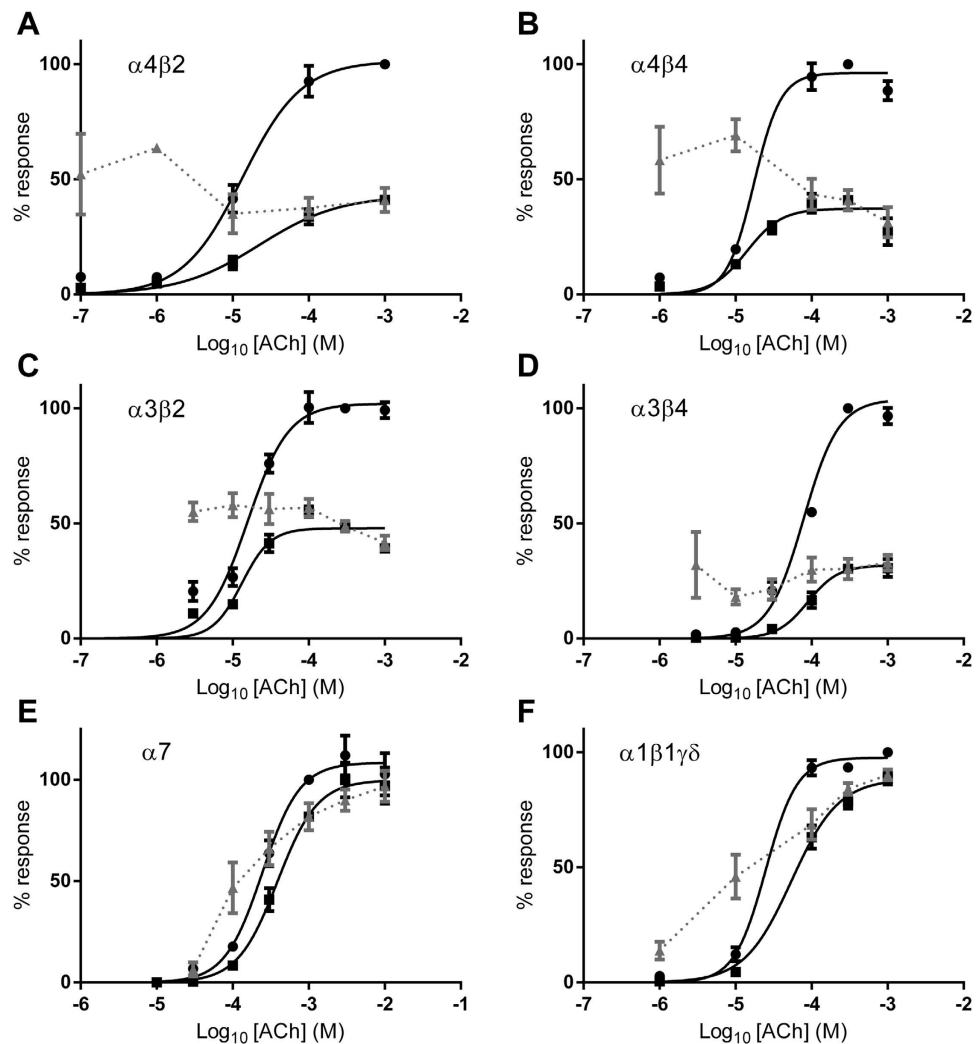 A
α4β2
% response
100
50
0
-7 -6 -5 -4 -3 -2
Log10 [ACh] (M)
B
α4β4
% response
100
50
0
-7 -6 -5 -4 -3 -2
Log10 [ACh] (M)
C
α3β2
% response
100
50
0
-7 -6 -5 -4 -3 -2
Log10 [ACh] (M)
D
α3β4
% response
100
50
0
-7 -6 -5 -4 -3 -2
Log10 [ACh] (M)
E
α7
% response
100
50
0
-6 -5 -4 -3 -2 -1
Log10 [ACh] (M)
F
α1β1γδ
% response
100
50
0
-7 -6 -5 -4 -3 -2
Log10 [ACh] (M)